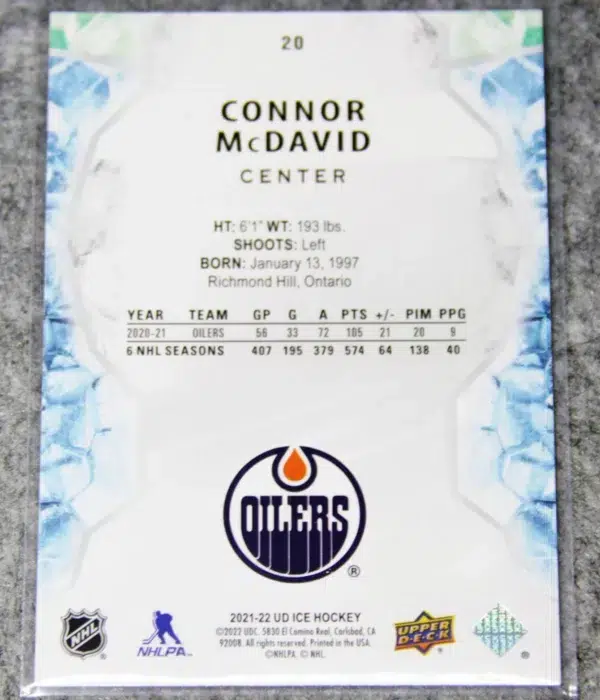 20
CONNOR
McDAVID
CENTER
HT: 6'1" WT: 193 lbs.
SHOOTS: Left
BORN: January 13, 1997
Richmond Hill, Ontario
YEAR TEAM GP G A PTS +/- PIM PPG
2020-21 OILERS 56 33 72 105 21 20 9
6 NHL SEASONS 407 195 379 574 64 138 40
OILERS
®
2021-22 UD ICE HOCKEY
©2022 UDC. 5830 El Camino Real, Carlsbad, CA
92008. All rights reserved. Printed in the USA.
©NHLPA. © NHL.
NHL
®
NHLPA
UPPER
D·E·C·K
®